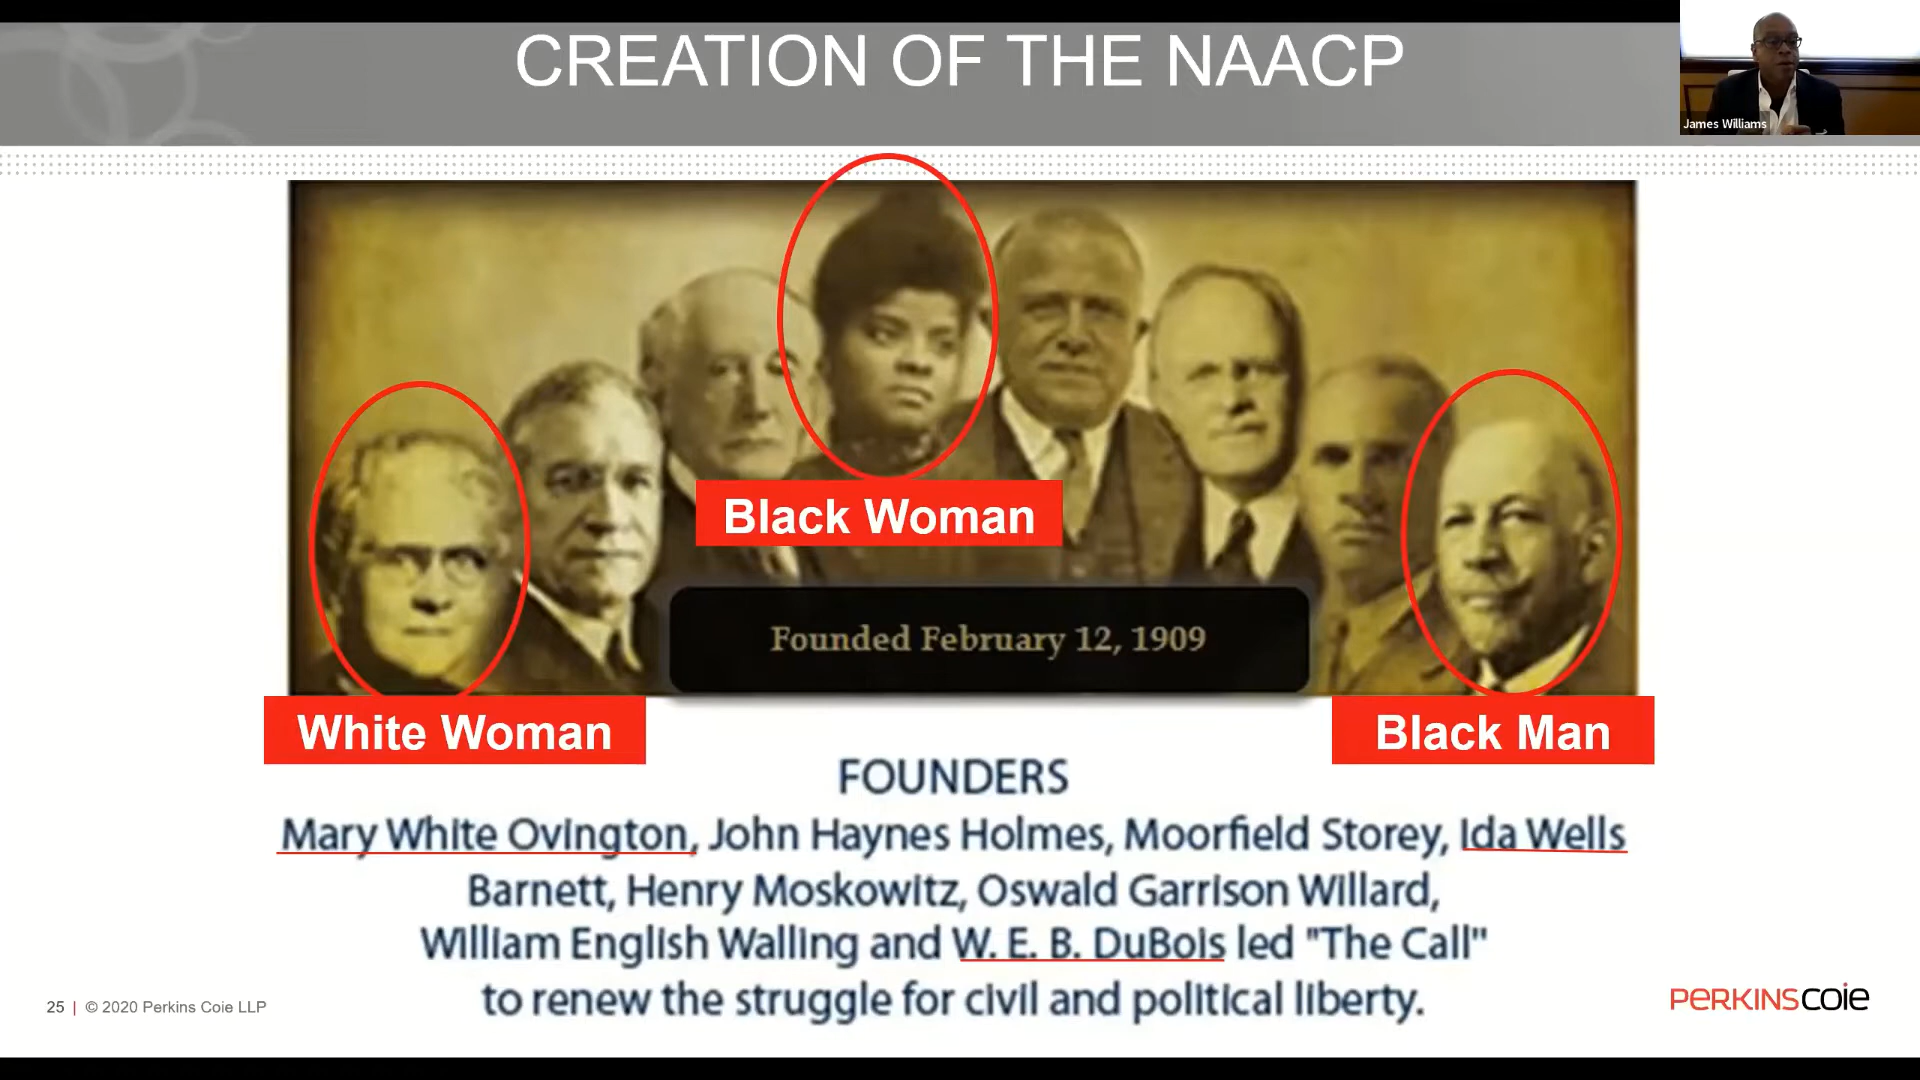 CREATION OF THE NAACP
James Williams
Black Woman
Founded February 12, 1909
White Woman
Black Man
FOUNDERS
Mary White Ovington, John Haynes Holmes, Moorfield Storey, Ida Wells
Barnett, Henry Moskowitz, Oswald Garrison Willard,
William English Walling and W. E. B. DuBois led "The Call"
to renew the struggle for civil and political liberty.
25 | © 2020 Perkins Coie LLP
PERKINSCOIE